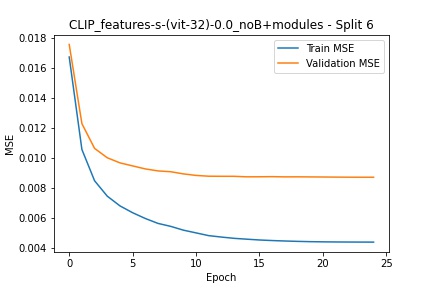 CLIP_features-s-(vit-32)-0.0_noB+modules - Split 6
Train MSE
Validation MSE
0.018
0.016
0.014
0.012
0.010
0.008
0.006
0.004
MSE
0 5 10 15 20 25
Epoch